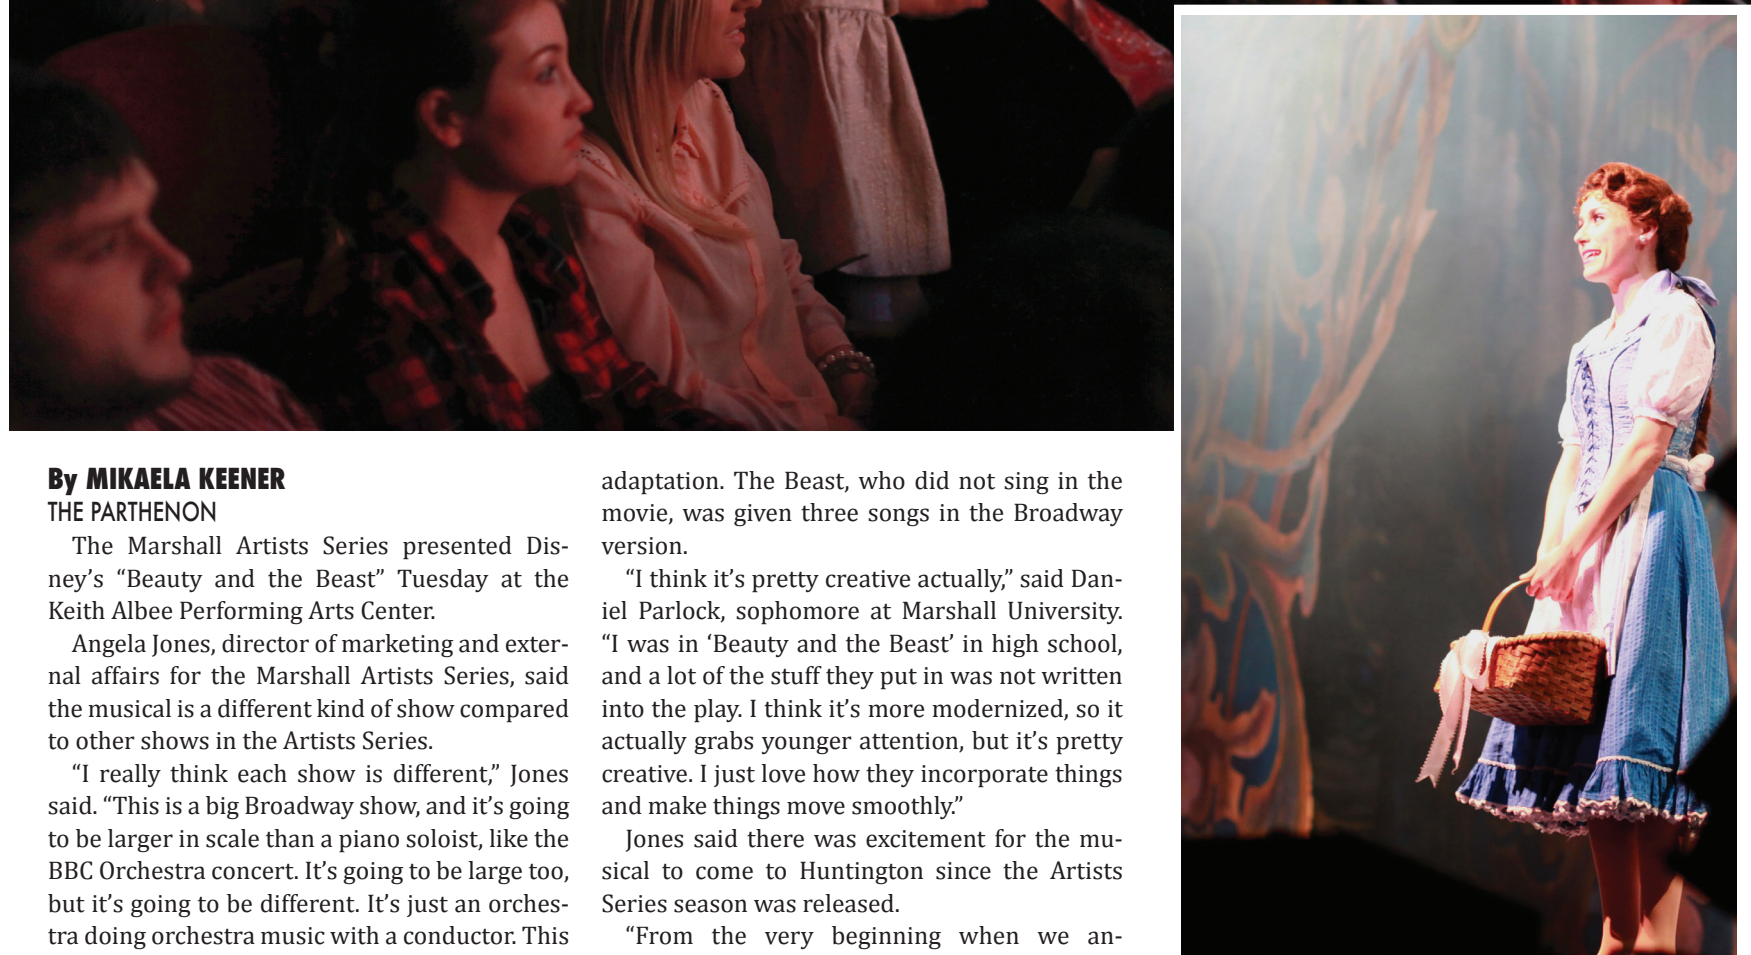 By MIKAELA KEENER
THE PARTHENON
The Marshall Artists Series presented Dis-
ney’s “Beauty and the Beast” Tuesday at the
Keith Albee Performing Arts Center.
Angela Jones, director of marketing and exter-
nal affairs for the Marshall Artists Series, said
the musical is a different kind of show compared
to other shows in the Artists Series.
“I really think each show is different,” Jones
said. “This is a big Broadway show, and it’s going
to be larger in scale than a piano soloist, like the
BBC Orchestra concert. It’s going to be large too,
but it’s going to be different. It’s just an orches-
tra doing orchestra music with a conductor. This
adaptation. The Beast, who did not sing in the
movie, was given three songs in the Broadway
version.
“I think it’s pretty creative actually,” said Dan-
iel Parlock, sophomore at Marshall University.
“I was in ‘Beauty and the Beast’ in high school,
and a lot of the stuff they put in was not written
into the play. I think it’s more modernized, so it
actually grabs younger attention, but it’s pretty
creative. I just love how they incorporate things
and make things move smoothly.”
Jones said there was excitement for the mu-
sical to come to Huntington since the Artists
Series season was released.
“From the very beginning when we an-